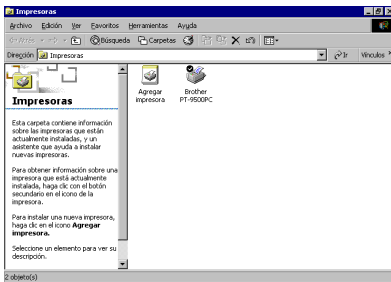 Impresoras
Archivo Edición Ver Favoritos Herramientas Ayuda
Atrás Búsqueda Carpetas
Dirección Impresoras Ir Vínculos »
Impresoras
Esta carpeta contiene información
sobre las impresoras que están
actualmente instaladas, y un
asistente que ayuda a instalar
nuevas impresoras.
Para obtener información sobre una
impresora que está actualmente
instalada, haga clic con el botón
secundario en el icono de la
impresora.
Para instalar una nueva impresora,
haga clic en el icono Agregar
impresora.
Seleccione un elemento para ver su
descripción.
Agregar
impresora
Brother
PT-9500PC
2 objeto(s)